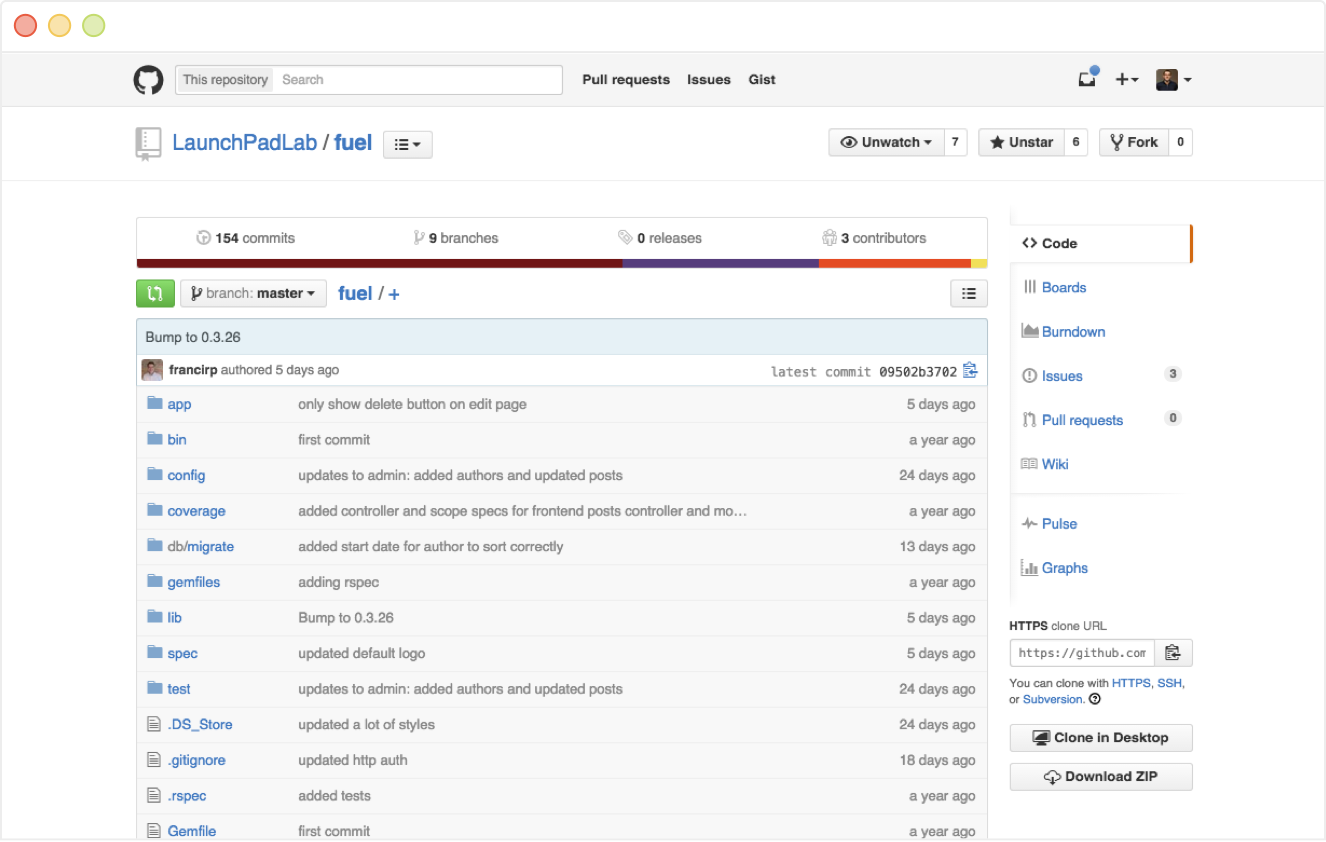 This repository Search Pull requests Issues Gist
LaunchPadLab / fuel Unwatch 7 Unstar 6 Fork 0
154 commits 9 branches 0 releases 3 contributors
branch: master fuel / +
Bump to 0.3.26
francirp authored 5 days ago latest commit 09502b3702
app only show delete button on edit page 5 days ago
bin first commit a year ago
config updates to admin: added authors and updated posts 24 days ago
coverage added controller and scope specs for frontend posts controller and mo… a year ago
db/migrate added start date for author to sort correctly 13 days ago
gemfiles adding rspec a year ago
lib Bump to 0.3.26 5 days ago
spec updated default logo 5 days ago
test updates to admin: added authors and updated posts 24 days ago
.DS_Store updated a lot of styles 24 days ago
.gitignore updated http auth 18 days ago
.rspec added tests a year ago
Gemfile first commit a year ago
Code
Boards
Burndown
Issues 3
Pull requests 0
Wiki
Pulse
Graphs
HTTPS clone URL
https://github.com
You can clone with HTTPS, SSH,
or Subversion.
Clone in Desktop
Download ZIP